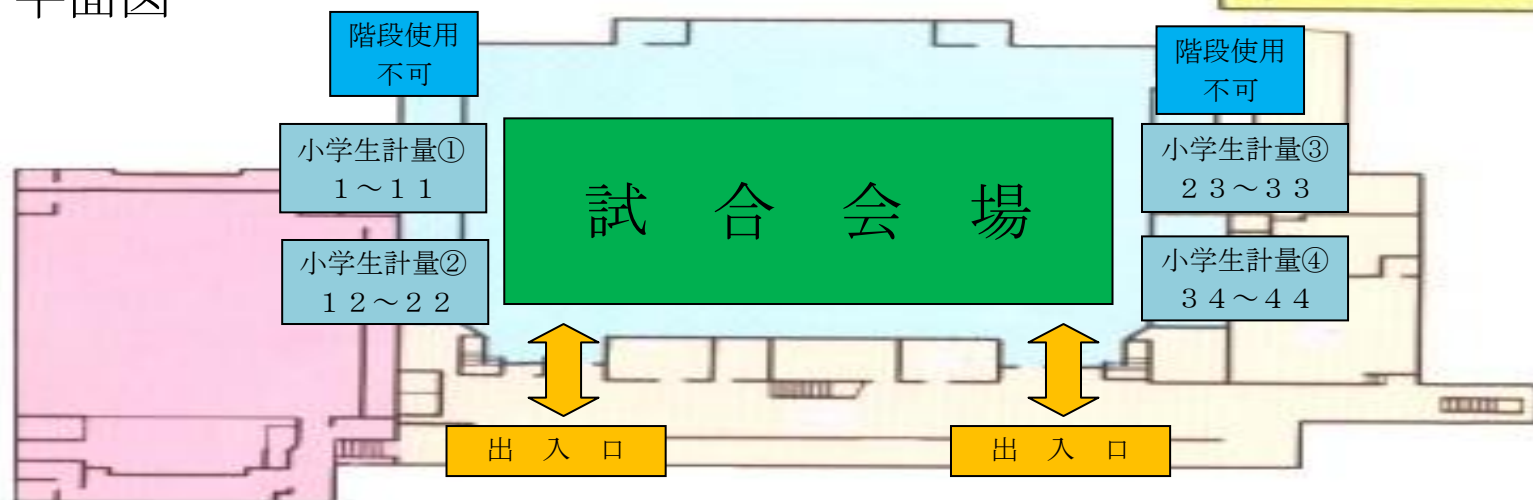 平面図
階段使用
不可
階段使用
不可
小学生計量①
1～11
小学生計量③
23～33
試合会場
小学生計量②
12～22
小学生計量④
34～44
出入口
出入口